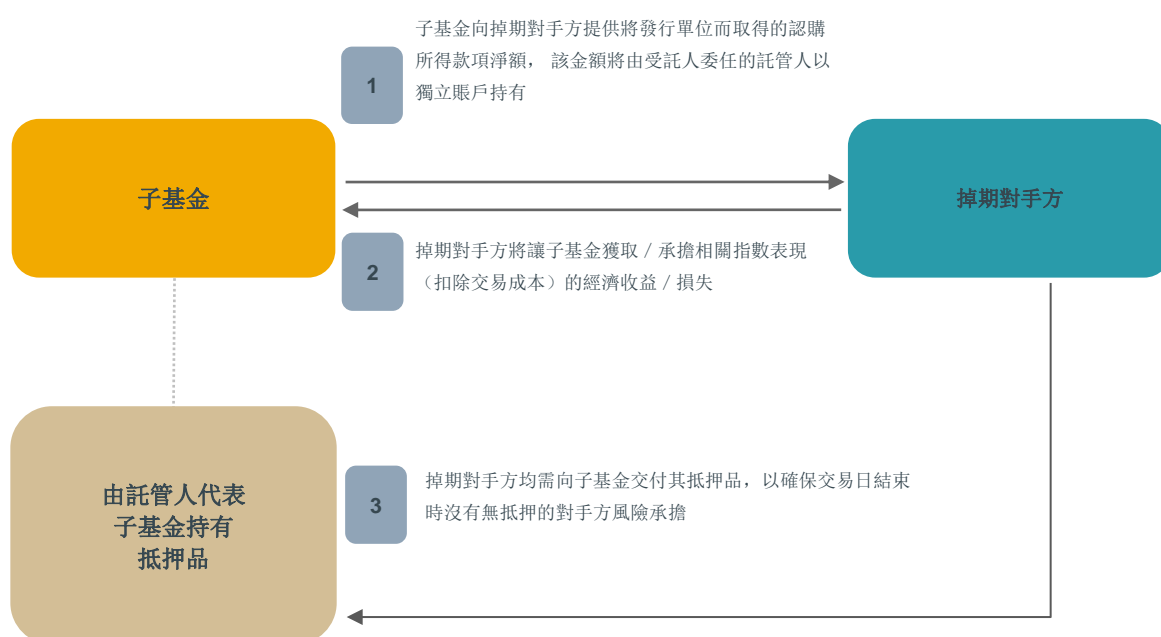 子基金向掉期對手方提供將發行單位而取得的認購
所得款項淨額， 該金額將由受託人委任的託管人以
獨立賬戶持有
1
子基金
掉期對手方
2
掉期對手方將讓子基金獲取 / 承擔相關指數表現
（扣除交易成本）的經濟收益 / 損失
由託管人代表
子基金持有
抵押品
3
掉期對手方均需向子基金交付其抵押品，以確保交易日結束
時沒有無抵押的對手方風險承擔